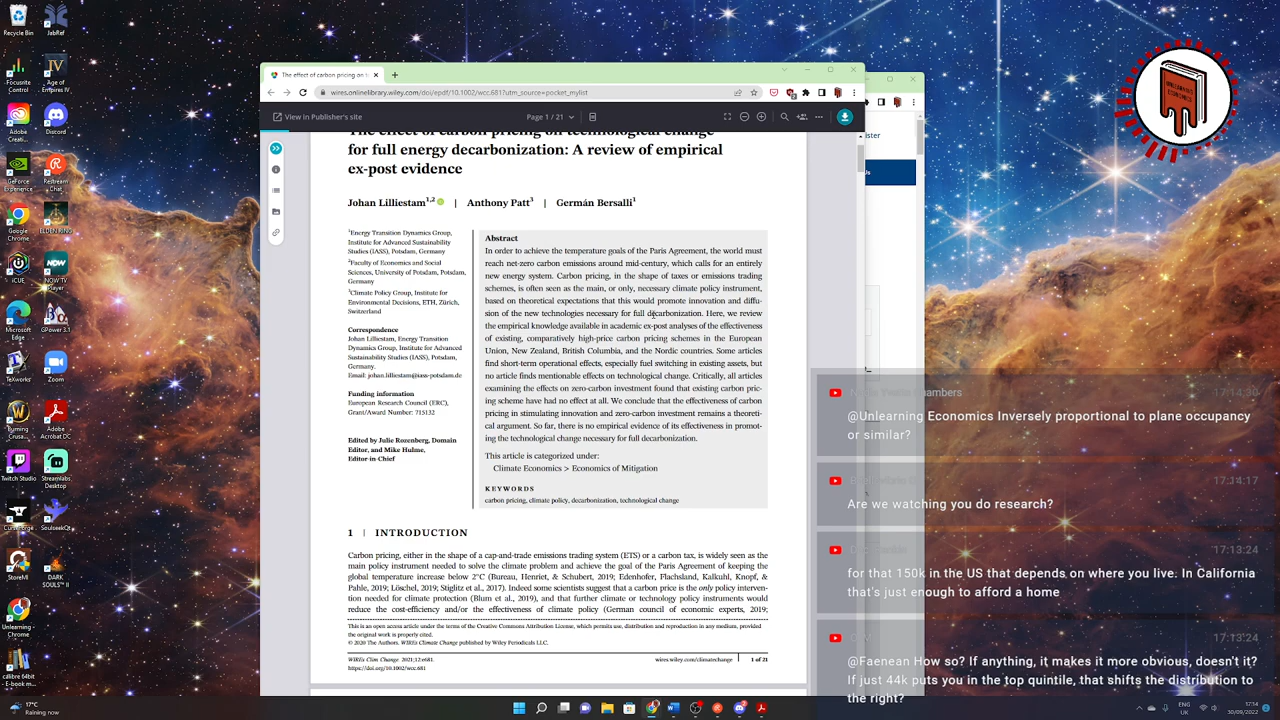 Recycle Bin
JabRef
Focusrite Control
Age of Empires IV
GeForce Experience
Restream Chat
Google Chrome
ELDEN RING
iCUE
GeForce NOW
G*Power 3.1
jkworkz
Zoom
Adobe Acrobat DC
Twitch Studio
Streamlabs
StoreMI
DARK SOULS™ II
Unlearning Economics - Chrome
calibre 64bit - E-book m...
The effect of carbon pricing on t
wires.onlinelibrary.wiley.com/doi/epdf/10.1002/wcc.681?utm_source=pocket_mylist
View in Publisher's site
Page 1 / 21
The effect of carbon pricing on technological change
for full energy decarbonization: A review of empirical
ex-post evidence
Johan Lilliestam1,2 | Anthony Patt3 | Germán Bersalli1
1Energy Transition Dynamics Group,
Institute for Advanced Sustainability
Studies (IASS), Potsdam, Germany
2Faculty of Economics and Social
Sciences, University of Potsdam, Potsdam,
Germany
3Climate Policy Group, Institute for
Environmental Decisions, ETH, Zürich,
Switzerland
Correspondence
Johan Lilliestam, Energy Transition
Dynamics Group, Institute for Advanced
Sustainability Studies (IASS), Potsdam,
Germany.
Email: johan.lilliestam@iass-potsdam.de
Funding information
European Research Council (ERC),
Grant/Award Number: 715132
Edited by Julie Rozenberg, Domain
Editor, and Mike Hulme,
Editor-in-Chief
Abstract
In order to achieve the temperature goals of the Paris Agreement, the world must
reach net-zero carbon emissions around mid-century, which calls for an entirely
new energy system. Carbon pricing, in the shape of taxes or emissions trading
schemes, is often seen as the main, or only, necessary climate policy instrument,
based on theoretical expectations that this would promote innovation and diffu-
sion of the new technologies necessary for full decarbonization. Here, we review
the empirical knowledge available in academic ex-post analyses of the effectiveness
of existing, comparatively high-price carbon pricing schemes in the European
Union, New Zealand, British Columbia, and the Nordic countries. Some articles
find short-term operational effects, especially fuel switching in existing assets, but
no article finds mentionable effects on technological change. Critically, all articles
examining the effects on zero-carbon investment found that existing carbon pric-
ing scheme have had no effect at all. We conclude that the effectiveness of carbon
pricing in stimulating innovation and zero-carbon investment remains a theoreti-
cal argument. So far, there is no empirical evidence of its effectiveness in promot-
ing the technological change necessary for full decarbonization.
This article is categorized under:
Climate Economics > Economics of Mitigation
KEYWORDS
carbon pricing, climate policy, decarbonization, technological change
1 | INTRODUCTION
Carbon pricing, either in the shape of a cap-and-trade emissions trading system (ETS) or a carbon tax, is widely seen as the
main policy instrument needed to solve the climate problem and achieve the goal of the Paris Agreement of keeping the
global temperature increase below 2°C (Bureau, Henriet, & Schubert, 2019; Edenhofer, Flachsland, Kalkuhl, Knopf, &
Pahle, 2019; Löschel, 2019; Stiglitz et al., 2017). Indeed some scientists suggest that a carbon price is the only policy interven-
tion needed for climate protection (Blum et al., 2019), and that further climate or technology policy instruments would
reduce the cost-efficiency and/or the effectiveness of climate policy (German council of economic experts, 2019;
This is an open access article under the terms of the Creative Commons Attribution License, which permits use, distribution and reproduction in any medium, provided
the original work is properly cited.
© 2020 The Authors. WIREs Climate Change published by Wiley Periodicals LLC.
WIREs Clim Change. 2021;12:e681.
wires.wiley.com/climatechange | 1 of 21
https://doi.org/10.1002/wcc.681
UNLEARNING ECONOMICS
Chambers
@Unlearning Economics Inversely proportional to plane occupancy
or similar?
:14:17
Are we watching you do research?
17:13:24
for that 150k in the US that depends on where you live. In California
that's just enough to afford a home
@Faenean How so? If anything,
the obvious, doesn't it?
If just 44k puts you in the top quintile, that shifts the distribution to
the right?
17°C
Raining now
ENG
UK
17:14
30/09/2022